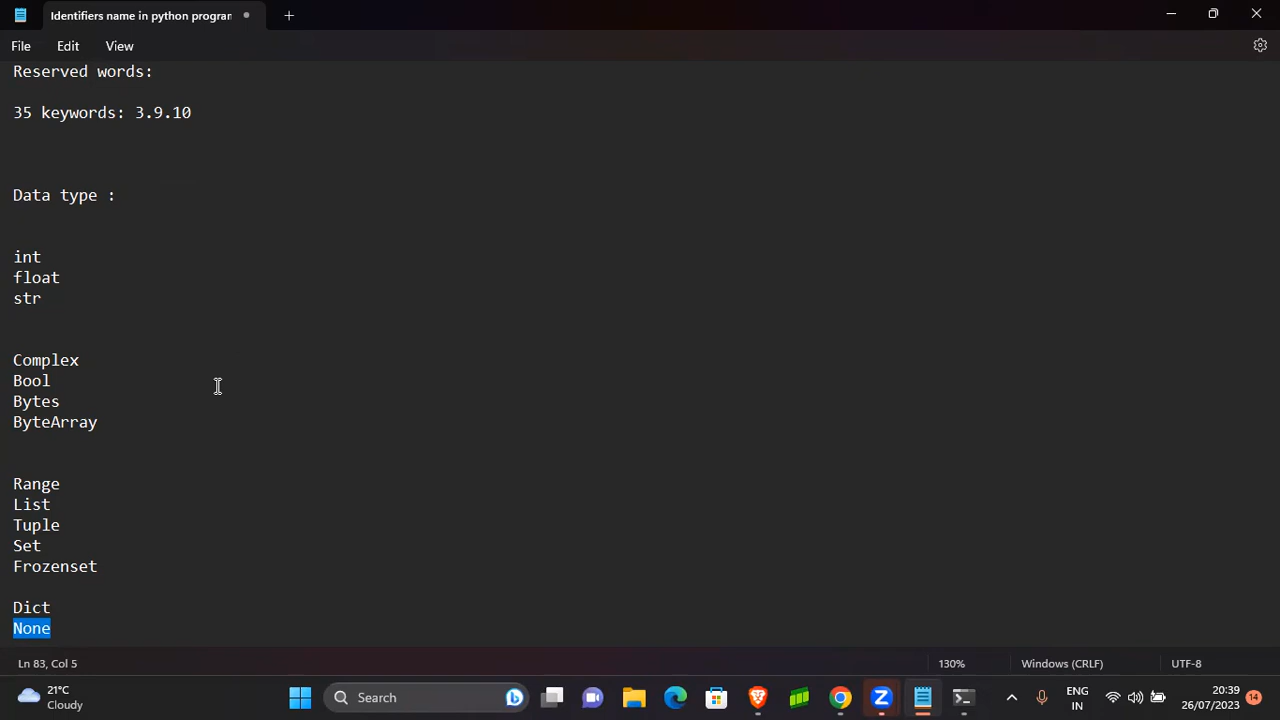 Identifiers name in python progran
File Edit View
Reserved words:
35 keywords: 3.9.10
Data type :
int
float
str
Complex
Bool
Bytes
ByteArray
Range
List
Tuple
Set
Frozenset
Dict
None
Ln 83, Col 5 130% Windows (CRLF) UTF-8
21°C
Cloudy
Search
ENG
IN
20:39
26/07/2023
14